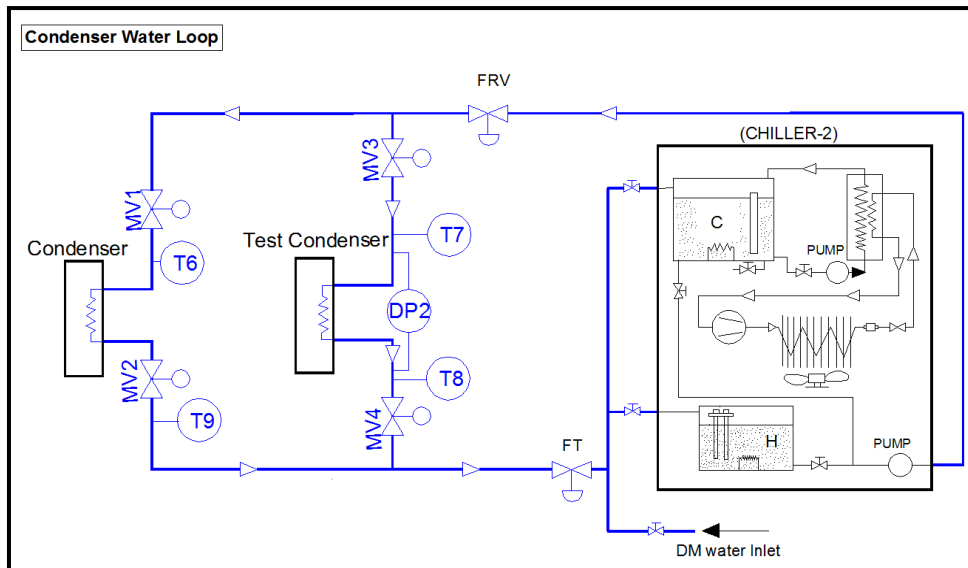 Condenser Water Loop
FRV
(CHILLER-2)
MV3
MV1
C
Condenser
Test Condenser
T7
T6
PUMP
DP2
MV2
T8
T9
MV4
H
FT
PUMP
DM water Inlet